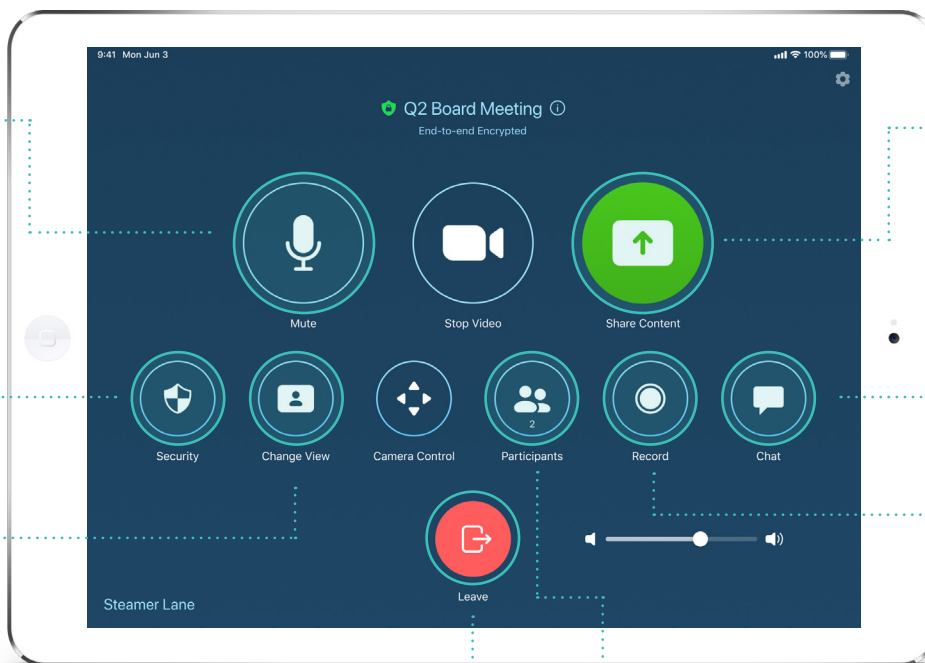 9:41 Mon Jun 3
100%
Q2 Board Meeting
End-to-end Encrypted
Mute
Stop Video
Share Content
2
Security
Change View
Camera Control
Participants
Record
Chat
Leave
Steamer Lane